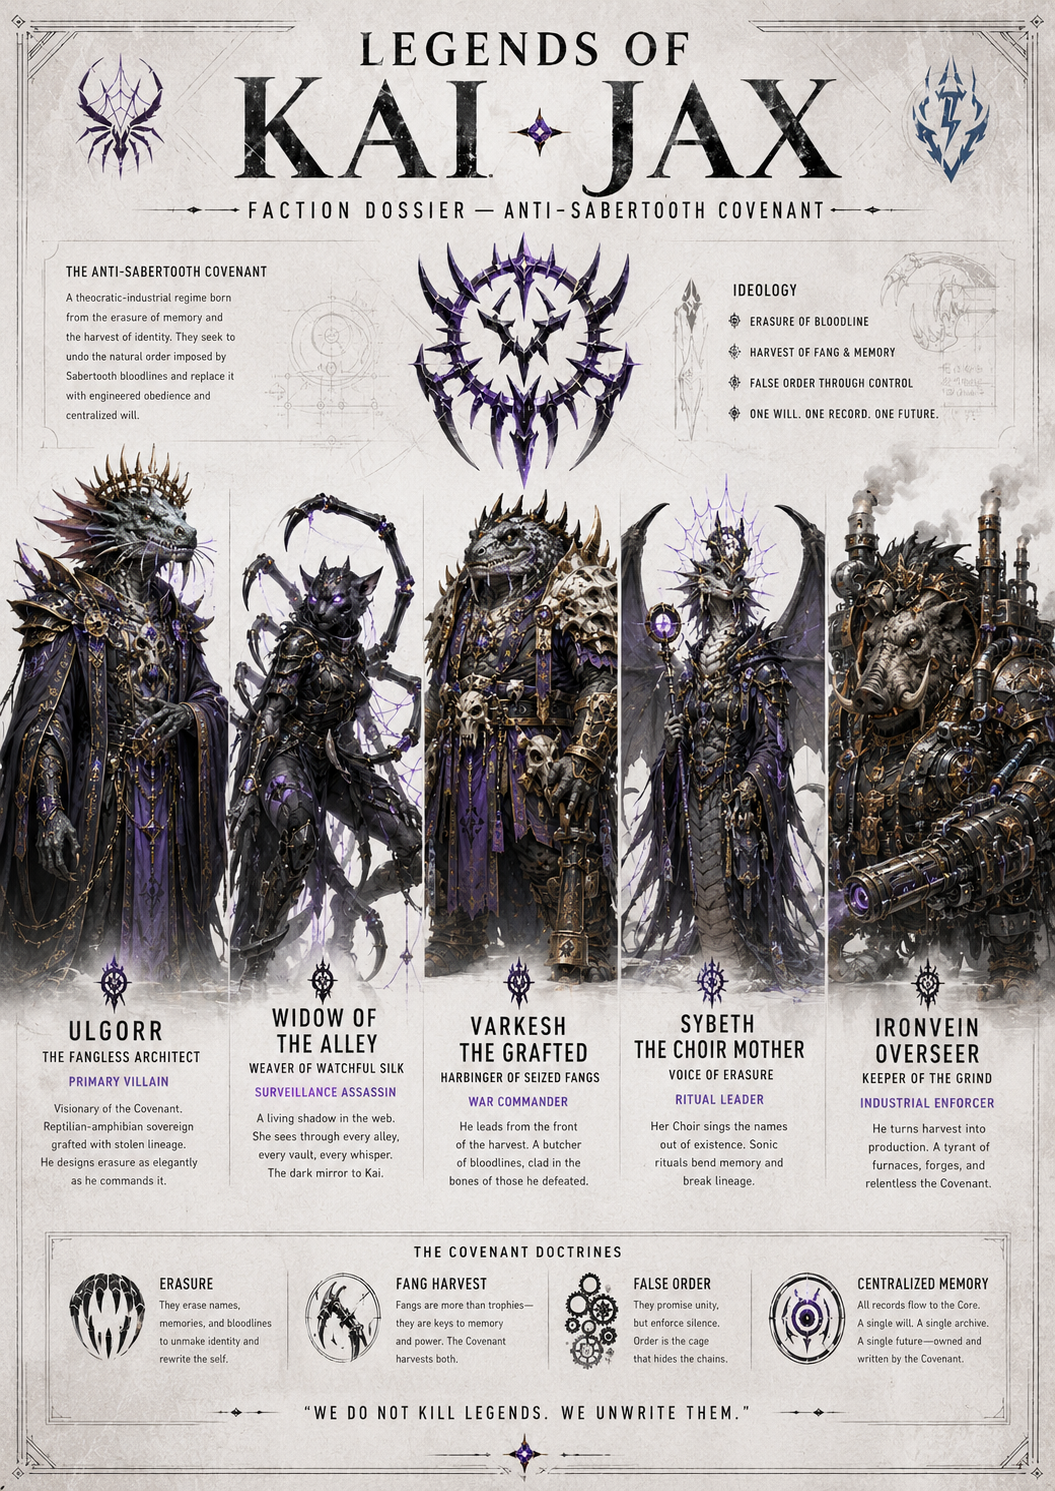 LEGENDS OF
KAI JAX
FACTION DOSSIER — ANTI-SABERTOOTH COVENANT
THE ANTI-SABERTOOTH COVENANT
A theocratic-industrial regime born
from the erasure of memory and
the harvest of identity. They seek to
undo the natural order imposed by
Sabertooth bloodlines and replace it
with engineered obedience and
centralized will.
IDEOLOGY
ERASURE OF BLOODLINE
HARVEST OF FANG & MEMORY
FALSE ORDER THROUGH CONTROL
ONE WILL. ONE RECORD. ONE FUTURE.
ULGORR
THE FANGLESS ARCHITECT
PRIMARY VILLAIN
Visionary of the Covenant.
Reptilian-amphibian sovereign
grafted with stolen lineage.
He designs erasure as elegantly
as he commands it.
WIDOW OF
THE ALLEY
WEAVER OF WATCHFUL SILK
SURVEILLANCE ASSASSIN
A living shadow in the web.
She sees through every alley,
every vault, every whisper.
The dark mirror to Kai.
VARKESH
THE GRAFTED
HARBINGER OF SEIZED FANGS
WAR COMMANDER
He leads from the front
of the harvest. A butcher
of bloodlines, clad in the
bones of those he defeated.
SYBETH
THE CHOIR MOTHER
VOICE OF ERASURE
RITUAL LEADER
Her Choir sings the names
out of existence. Sonic
rituals bend memory and
break lineage.
IRONVEIN
OVERSEER
KEEPER OF THE GRIND
INDUSTRIAL ENFORCER
He turns harvest into
production. A tyrant of
furnaces, forges, and
relentless the Covenant.
THE COVENANT DOCTRINES
ERASURE
They erase names,
memories, and bloodlines
to unmake identity and
rewrite the self.
FANG HARVEST
Fangs are more than trophies—
they are keys to memory
and power. The Covenant
harvests both.
FALSE ORDER
They promise unity,
but enforce silence.
Order is the cage
that hides the chains.
CENTRALIZED MEMORY
All records flow to the Core.
A single will. A single archive.
A single future—owned and
written by the Covenant.
“WE DO NOT KILL LEGENDS. WE UNWRITE THEM.”